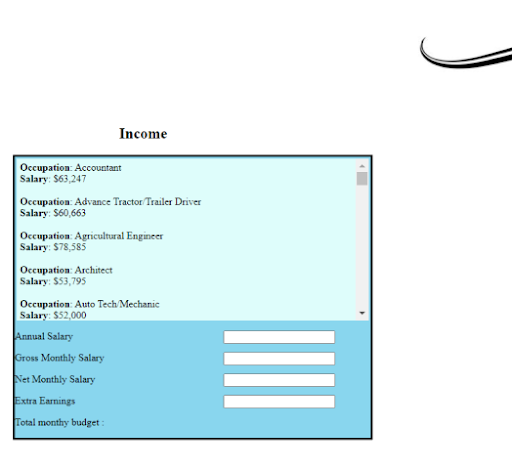 Income
Occupation: Accountant
Salary: $63,247
Occupation: Advance Tractor/Trailer Driver
Salary: $60,663
Occupation: Agricultural Engineer
Salary: $78,585
Occupation: Architect
Salary: $53,795
Occupation: Auto Tech/Mechanic
Salary: $52,000
Annual Salary
Gross Monthly Salary
Net Monthly Salary
Extra Earnings
Total monthy budget :